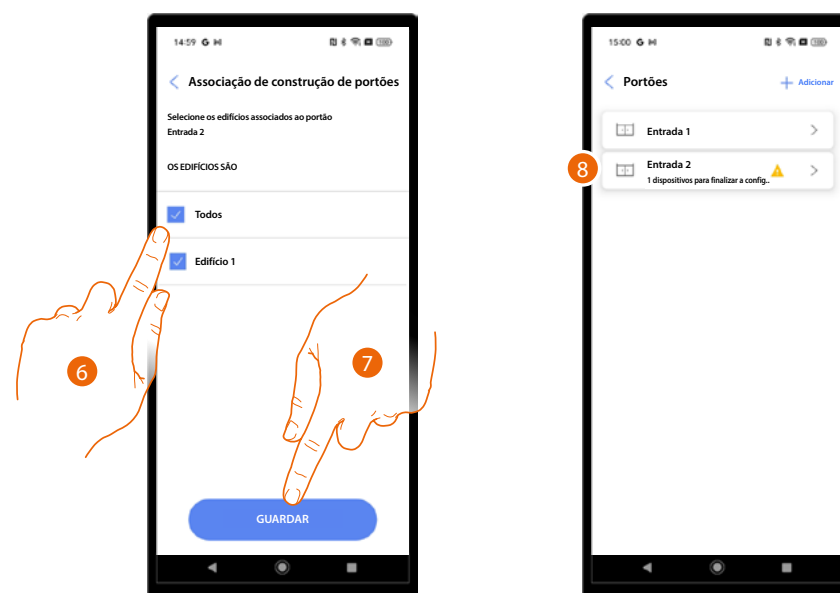 14:59 G M
100
Associação de construção de portões
Selecione os edifícios associados ao portão
Entrada 2
OS EDIFÍCIOS SÃO
Todos
Edifício 1
6
7
GUARDAR
15:00 G M
100
Portões
Adicionar
Entrada 1
8
Entrada 2
1 dispositivos para finalizar a config..